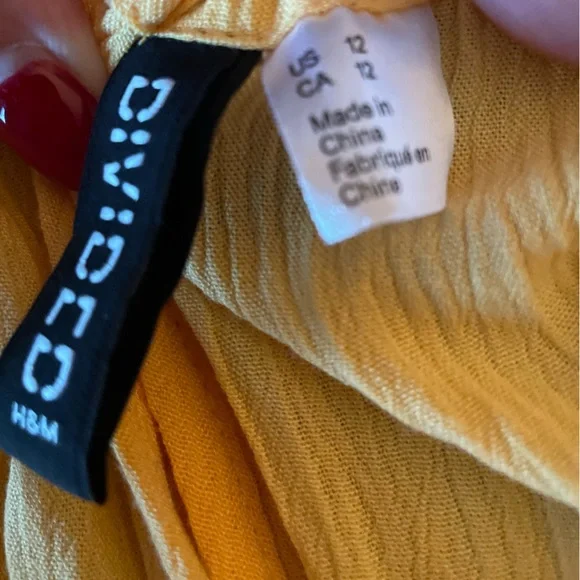 DIVIDED
H&M
US 12
CA 12
Made in
China
Fabriqué en
Chine